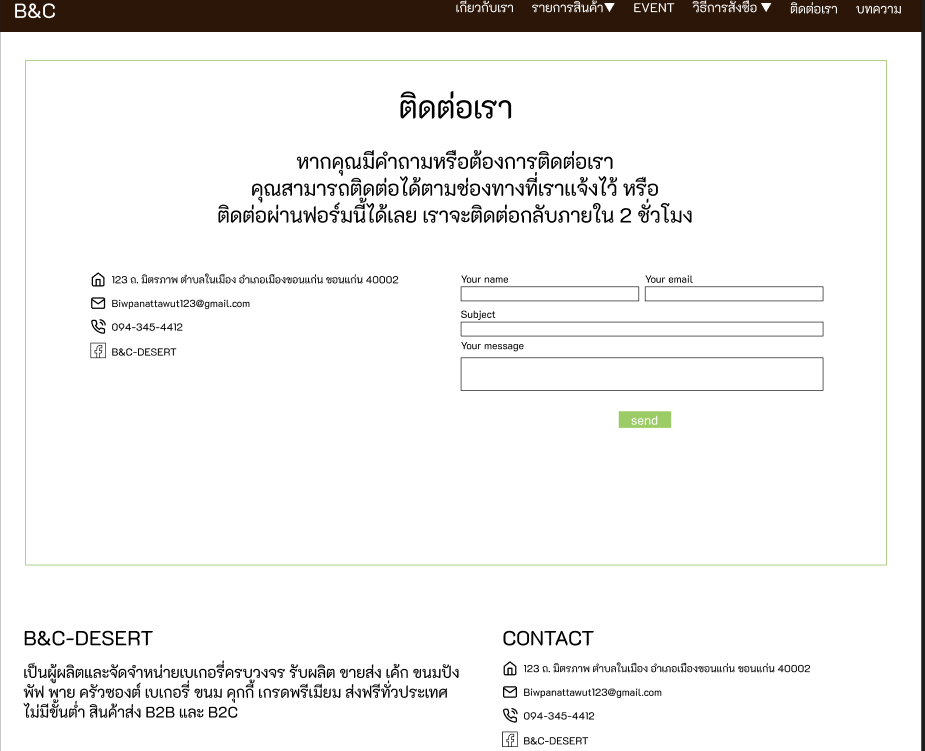 B&C
เกี่ยวกับเรา รายการสินค้า▼ EVENT วิธีการสั่งซื้อ ▼ ติดต่อเรา บทความ
ติดต่อเรา
หากคุณมีคำถามหรือต้องการติดต่อเรา
คุณสามารถติดต่อได้ตามช่องทางที่เราแจ้งไว้ หรือ
ติดต่อผ่านฟอร์มนี้ได้เลย เราจะติดต่อกลับภายใน 2 ชั่วโมง
123 ถ. มิตรภาพ ตำบลในเมือง อำเภอเมืองขอนแก่น ขอนแก่น 40002
Biwpanattawut123@gmail.com
094-345-4412
B&C-DESERT
Your name Your email
Subject
Your message
send
B&C-DESERT
เป็นผู้ผลิตและจัดจำหน่ายเบเกอรี่ครบวงจร รับผลิต ขายส่ง เค้ก ขนมปัง
พัฟ พาย ครัวซองต์ เบเกอรี่ ขนม คุกกี้ เกรดพรีเมียม ส่งฟรีทั่วประเทศ
ไม่มีขั้นต่ำ สินค้าส่ง B2B และ B2C
CONTACT
123 ถ. มิตรภาพ ตำบลในเมือง อำเภอเมืองขอนแก่น ขอนแก่น 40002
Biwpanattawut123@gmail.com
094-345-4412
B&C-DESERT